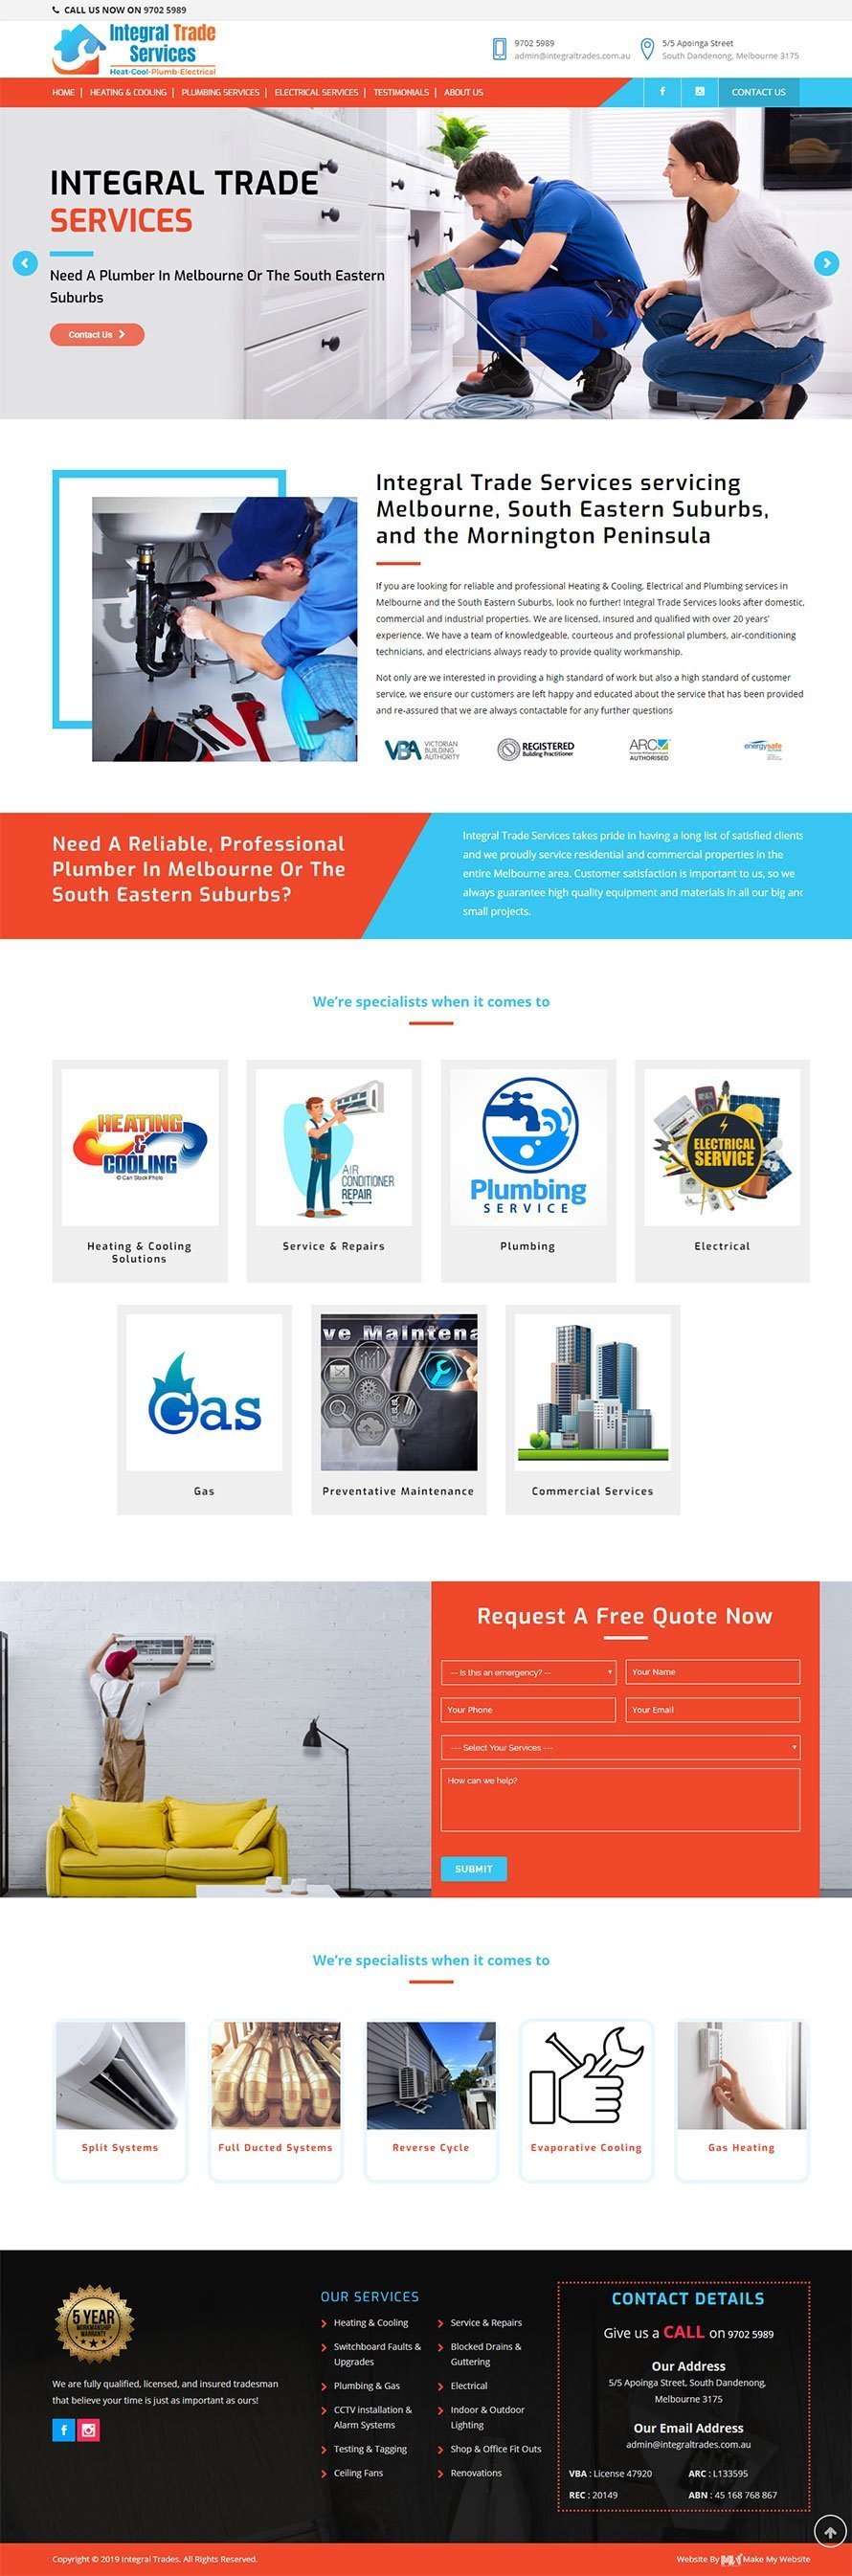 CALL US NOW ON 9702 5989
Integral Trade
Services
Heat-Cool-Plumb-Electrical
9702 5989
admin@integraltrades.com.au
5/5 Apoinga Street
South Dandenong, Melbourne 3175
HOME | HEATING & COOLING | PLUMBING SERVICES | ELECTRICAL SERVICES | TESTIMONIALS | ABOUT US
CONTACT US
INTEGRAL TRADE
SERVICES
Need A Plumber In Melbourne Or The South Eastern
Suburbs
Contact Us
Integral Trade Services servicing
Melbourne, South Eastern Suburbs,
and the Mornington Peninsula
If you are looking for reliable and professional Heating & Cooling, Electrical and Plumbing services in
Melbourne and the South Eastern Suburbs, look no further! Integral Trade Services looks after domestic,
commercial and industrial properties. We are licensed, insured and qualified with over 20 years'
experience. We have a team of knowledgeable, courteous and professional plumbers, air-conditioning
technicians, and electricians always ready to provide quality workmanship.
Not only are we interested in providing a high standard of work but also a high standard of customer
service, we ensure our customers are left happy and educated about the service that has been provided
and re-assured that we are always contactable for any further questions
VBA VICTORIAN
BUILDING
AUTHORITY
REGISTERED
Building Practitioner
ARC
AUTHORISED
energysafe
Need A Reliable, Professional
Plumber In Melbourne Or The
South Eastern Suburbs?
Integral Trade Services takes pride in having a long list of satisfied clients
and we proudly service residential and commercial properties in the
entire Melbourne area. Customer satisfaction is important to us, so we
always guarantee high quality equipment and materials in all our big and
small projects.
We're specialists when it comes to
HEATING
&
COOLING
© Can Stock Photo
Heating & Cooling
Solutions
AIR
CONDITIONER
REPAIR
Service & Repairs
Plumbing
SERVICE
Plumbing
ELECTRICAL
SERVICE
Electrical
Gas
Gas
ve Maintena
Preventative Maintenance
Commercial Services
Request A Free Quote Now
-- Is this an emergency? --
Your Name
Your Phone
Your Email
--- Select Your Services ---
How can we help?
SUBMIT
We're specialists when it comes to
Split Systems
Full Ducted Systems
Reverse Cycle
Evaporative Cooling
Gas Heating
5 YEAR
WORKMANSHIP
WARRANTY
We are fully qualified, licensed, and insured tradesman
that believe your time is just as important as ours!
OUR SERVICES
Heating & Cooling
Service & Repairs
Switchboard Faults &
Upgrades
Blocked Drains &
Guttering
Plumbing & Gas
Electrical
CCTV installation &
Alarm Systems
Indoor & Outdoor
Lighting
Testing & Tagging
Shop & Office Fit Outs
Ceiling Fans
Renovations
CONTACT DETAILS
Give us a CALL on 9702 5989
Our Address
5/5 Apoinga Street, South Dandenong,
Melbourne 3175
Our Email Address
admin@integraltrades.com.au
VBA : License 47920
ARC : L133595
REC : 20149
ABN : 45 168 768 867
Copyright © 2019 Integral Trades. All Rights Reserved.
Website By Make My Website